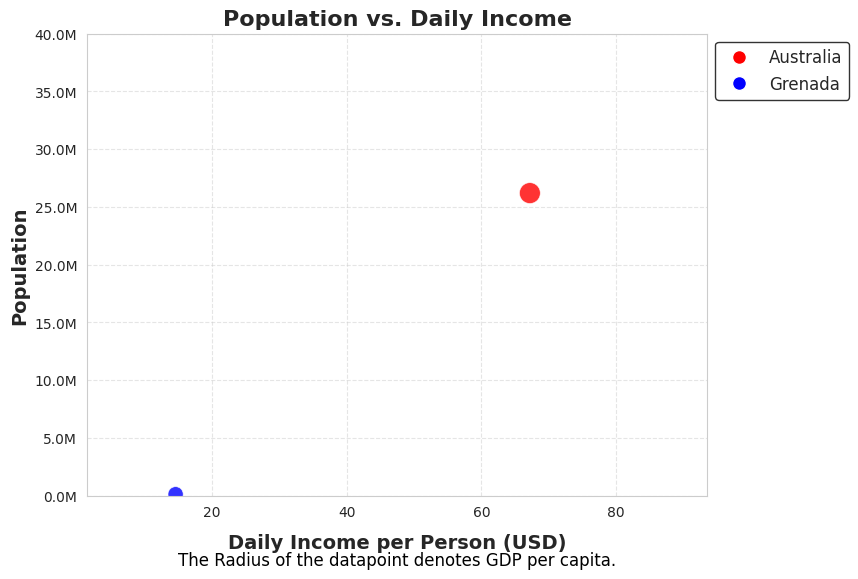 Population vs. Daily Income
40.0M
35.0M
30.0M
25.0M
20.0M
15.0M
10.0M
5.0M
0.0M
Population
20
40
60
80
Daily Income per Person (USD)
The Radius of the datapoint denotes GDP per capita.
Australia
Grenada